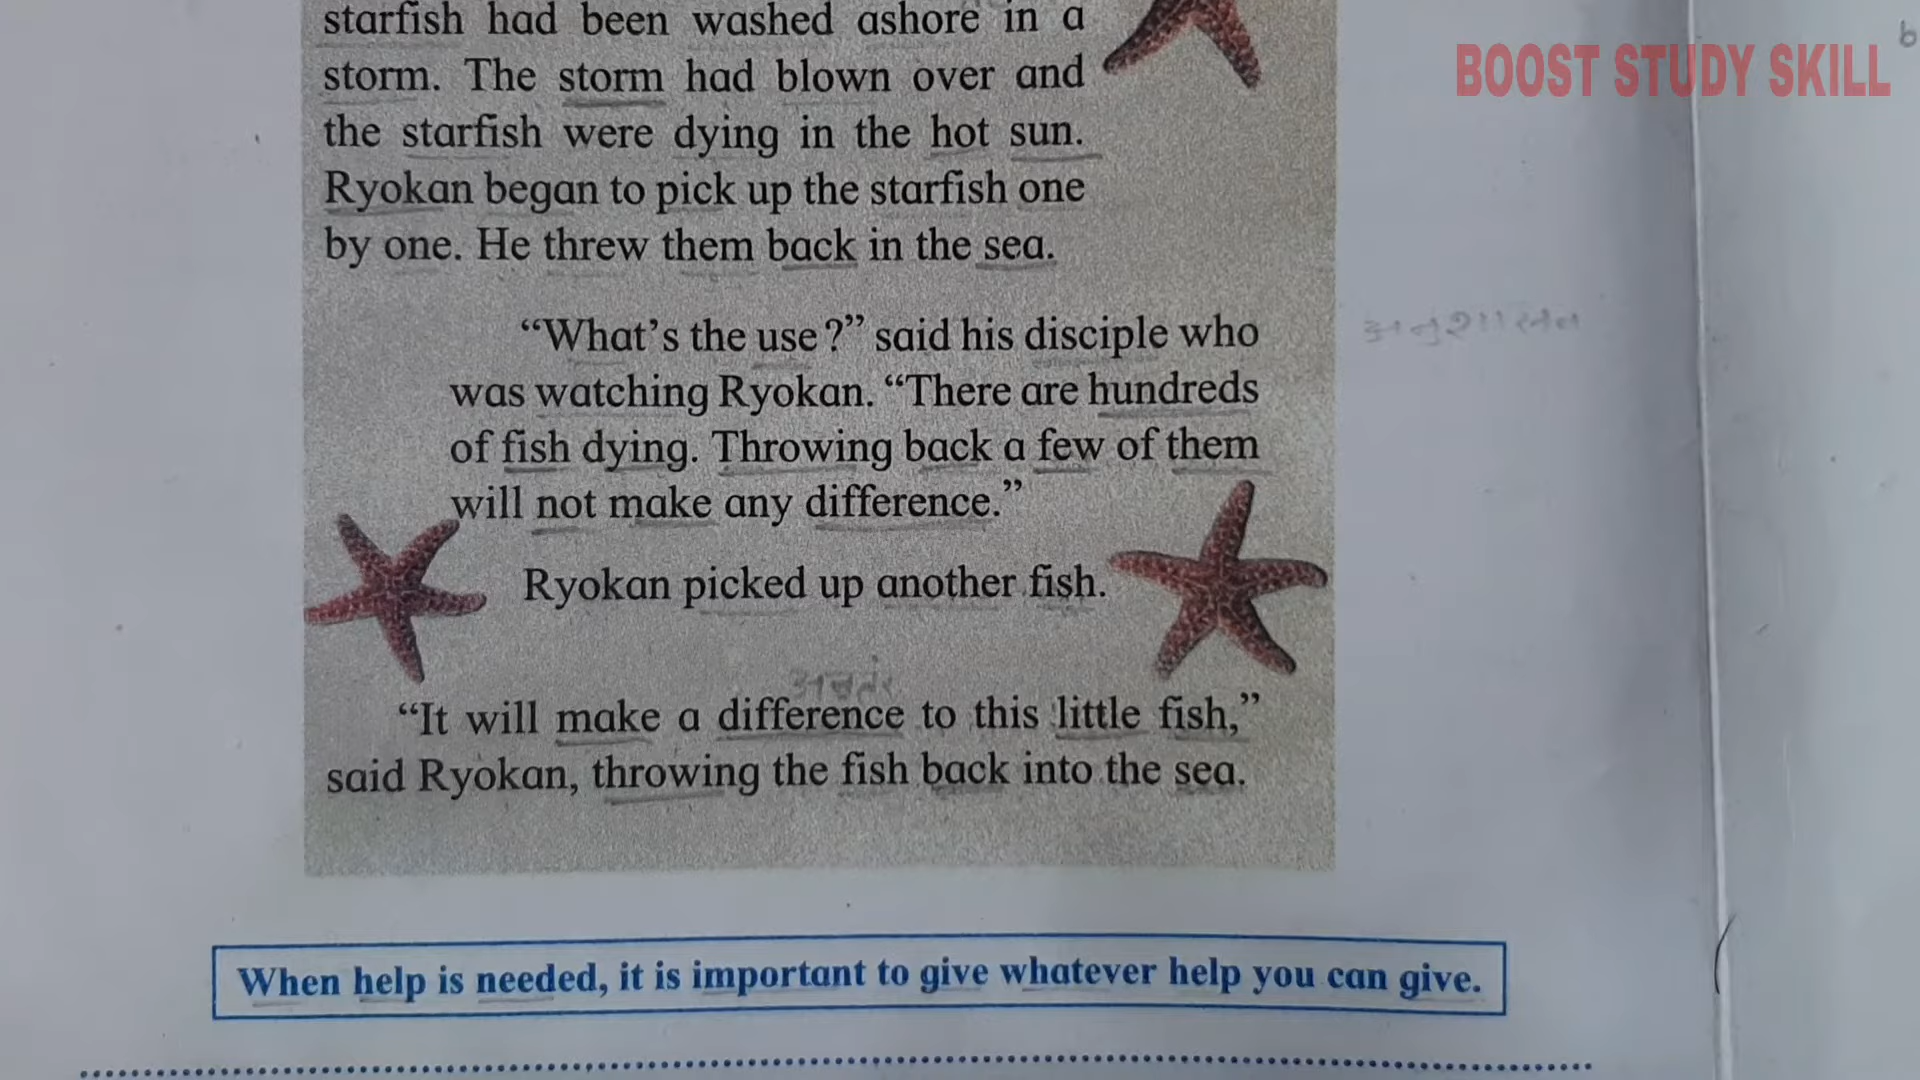 starfish had been washed ashore in a
storm. The storm had blown over and
the starfish were dying in the hot sun.
Ryokan began to pick up the starfish one
by one. He threw them back in the sea.
“What’s the use?” said his disciple who
was watching Ryokan. “There are hundreds
of fish dying. Throwing back a few of them
will not make any difference.”
Ryokan picked up another fish.
“It will make a difference to this little fish,”
said Ryokan, throwing the fish back into the sea.
When help is needed, it is important to give whatever help you can give.
BOOST STUDY SKILL